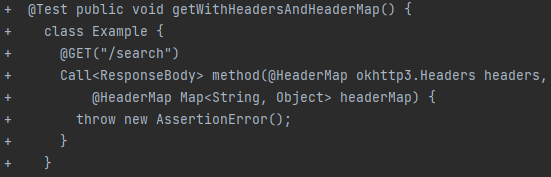 + @Test public void getWithHeadersAndHeaderMap() {
+   class Example {
+     @GET("/search")
+     Call<ResponseBody> method(@HeaderMap okhttp3.Headers headers,
+         @HeaderMap Map<String, Object> headerMap) {
+       throw new AssertionError();
+     }
+   }